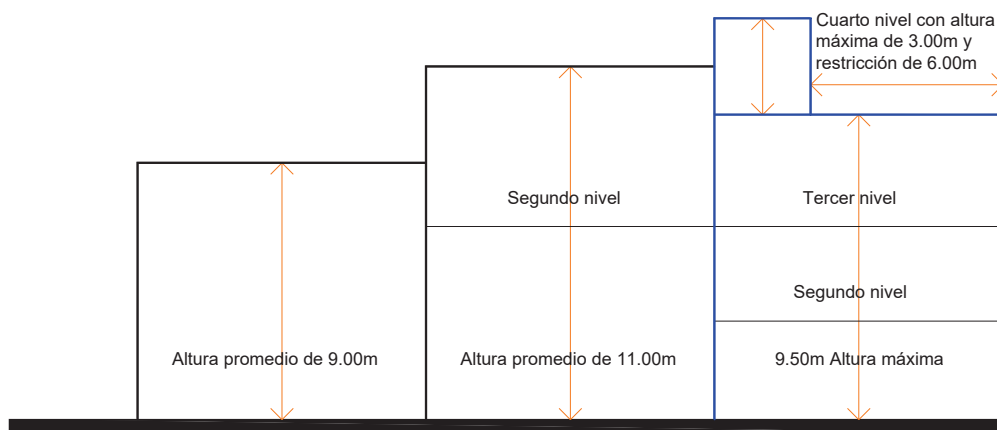 Cuarto nivel con altura
máxima de 3.00m y
restricción de 6.00m
Segundo nivel
Tercer nivel
Segundo nivel
Altura promedio de 9.00m
Altura promedio de 11.00m
9.50m Altura máxima